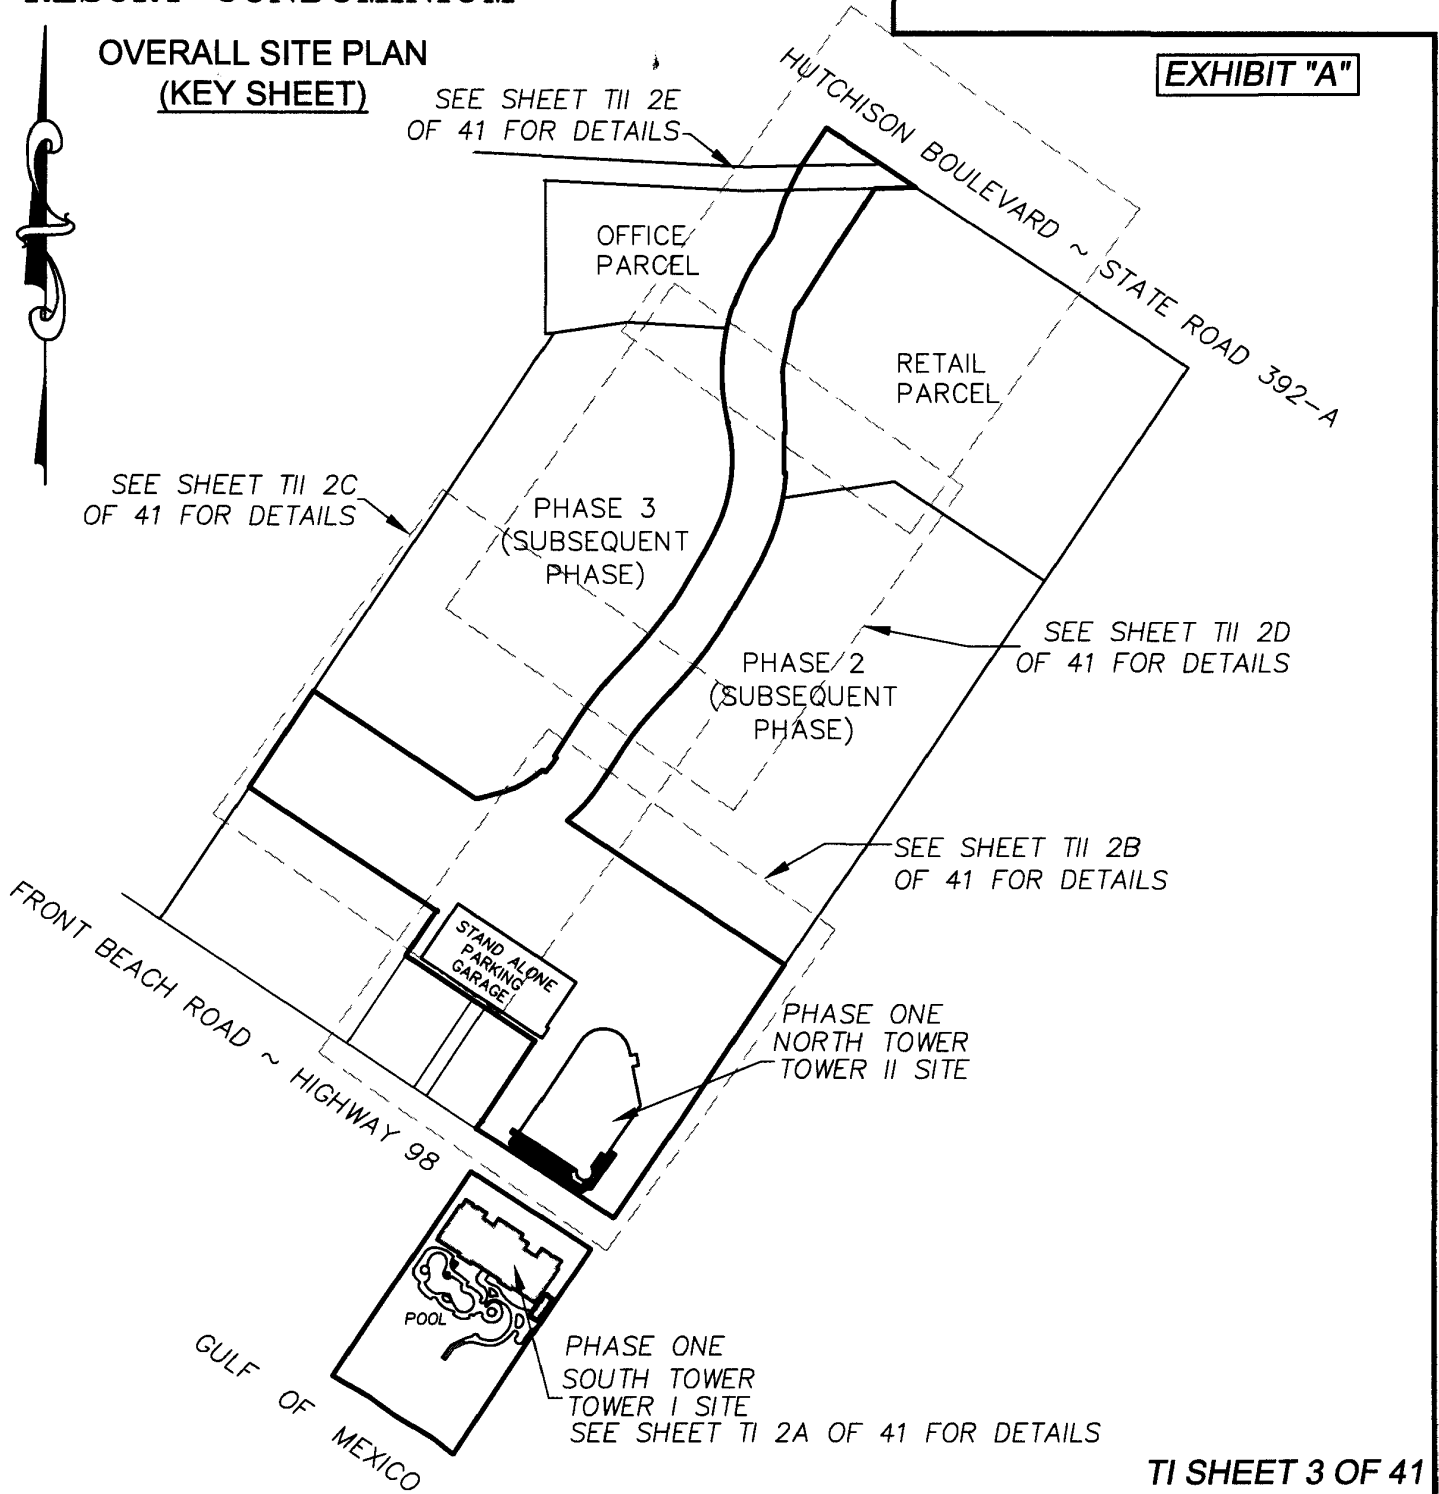 RESORT CONDOMINIUM
OVERALL SITE PLAN
(KEY SHEET)
EXHIBIT "A"
SEE SHEET TII 2E
OF 41 FOR DETAILS
HUTCHISON BOULEVARD ~ STATE ROAD 392-A
OFFICE
PARCEL
RETAIL
PARCEL
SEE SHEET TII 2C
OF 41 FOR DETAILS
PHASE 3
(SUBSEQUENT
PHASE)
SEE SHEET TII 2D
OF 41 FOR DETAILS
PHASE 2
(SUBSEQUENT
PHASE)
SEE SHEET TII 2B
OF 41 FOR DETAILS
FRONT BEACH ROAD ~ HIGHWAY 98
STAND ALONE
PARKING
GARAGE
PHASE ONE
NORTH TOWER
TOWER II SITE
POOL
PHASE ONE
SOUTH TOWER
TOWER I SITE
SEE SHEET TI 2A OF 41 FOR DETAILS
GULF OF MEXICO
TI SHEET 3 OF 41